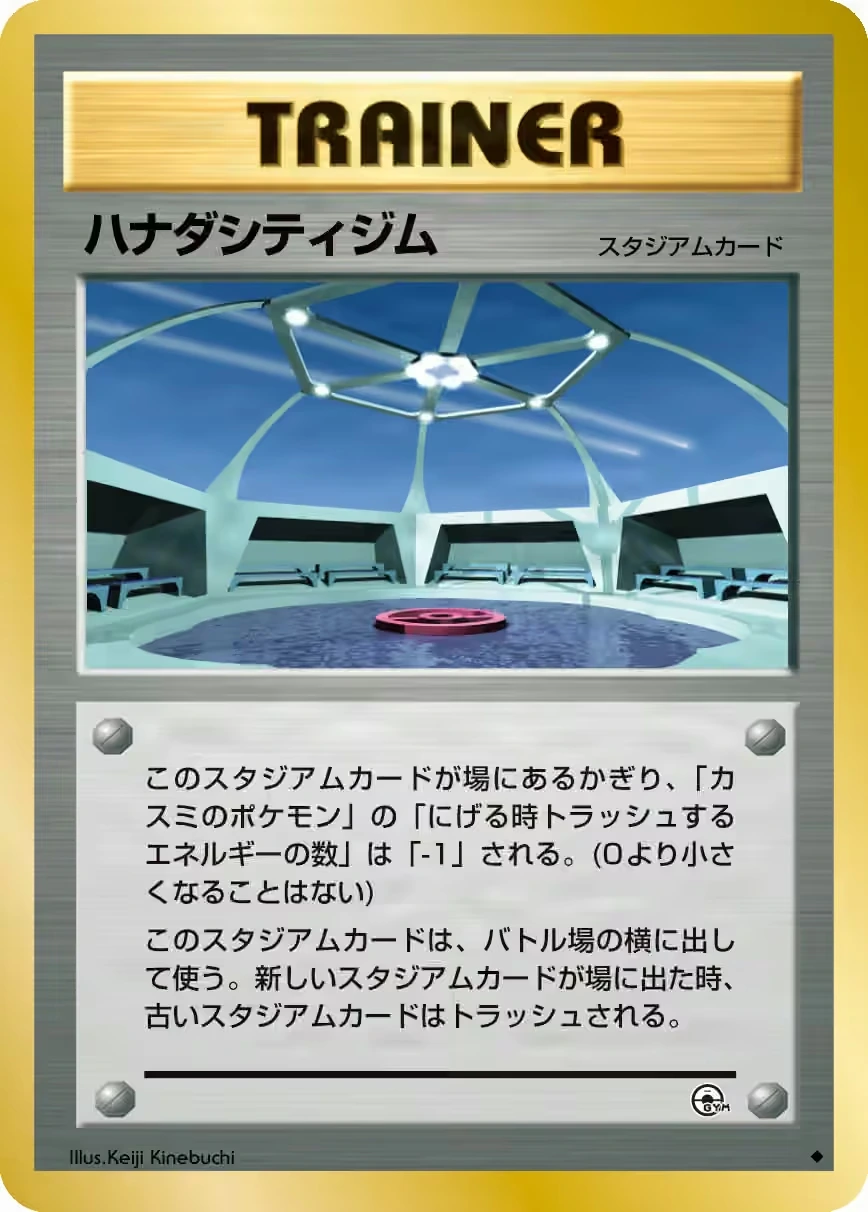 TRAINER
ハナダシティジム
スタジアムカード
このスタジアムカードが場にあるかぎり、「カ
スミのポケモン」の「にげる時トラッシュする
エネルギーの数」は「-1」される。(0より小さ
くなることはない)
このスタジアムカードは、バトル場の横に出し
て使う。新しいスタジアムカードが場に出た時、
古いスタジアムカードはトラッシュされる。
GYM
Illus.Keiji Kinebuchi